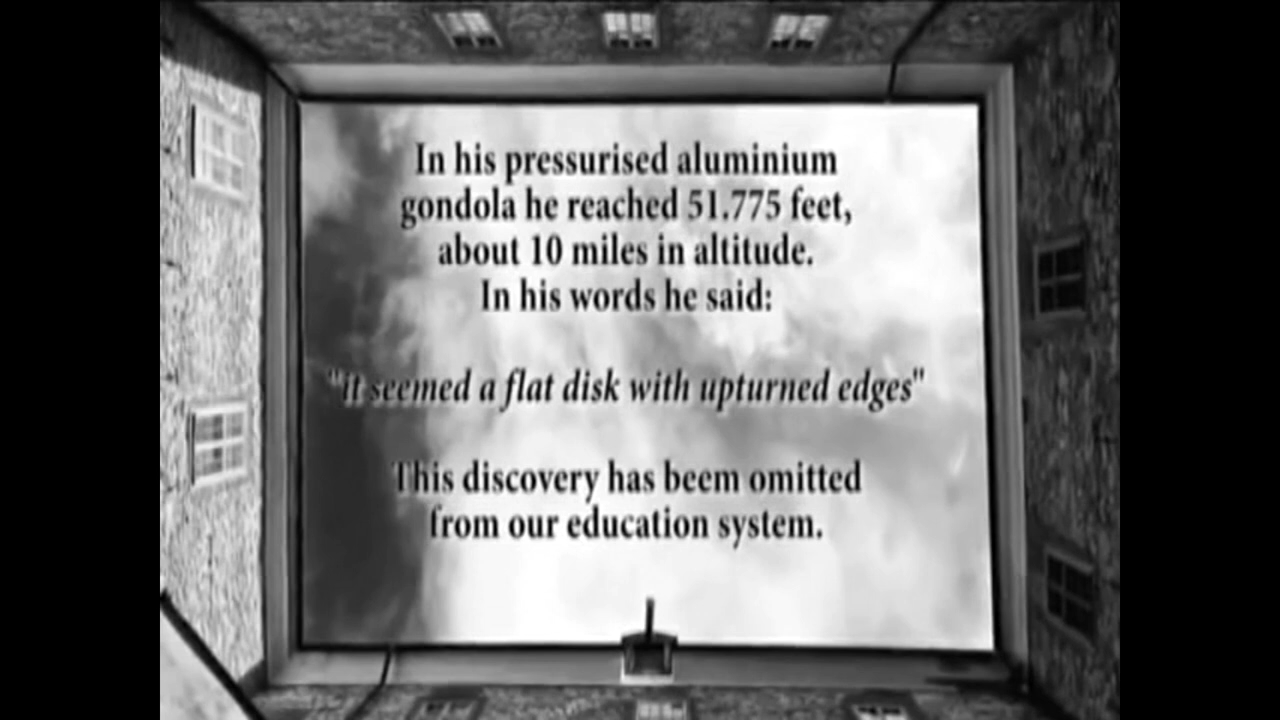 In his pressurised aluminium
gondola he reached 51.775 feet,
about 10 miles in altitude.
In his words he said:
"it seemed a flat disk with upturned edges"
This discovery has beem omitted
from our education system.